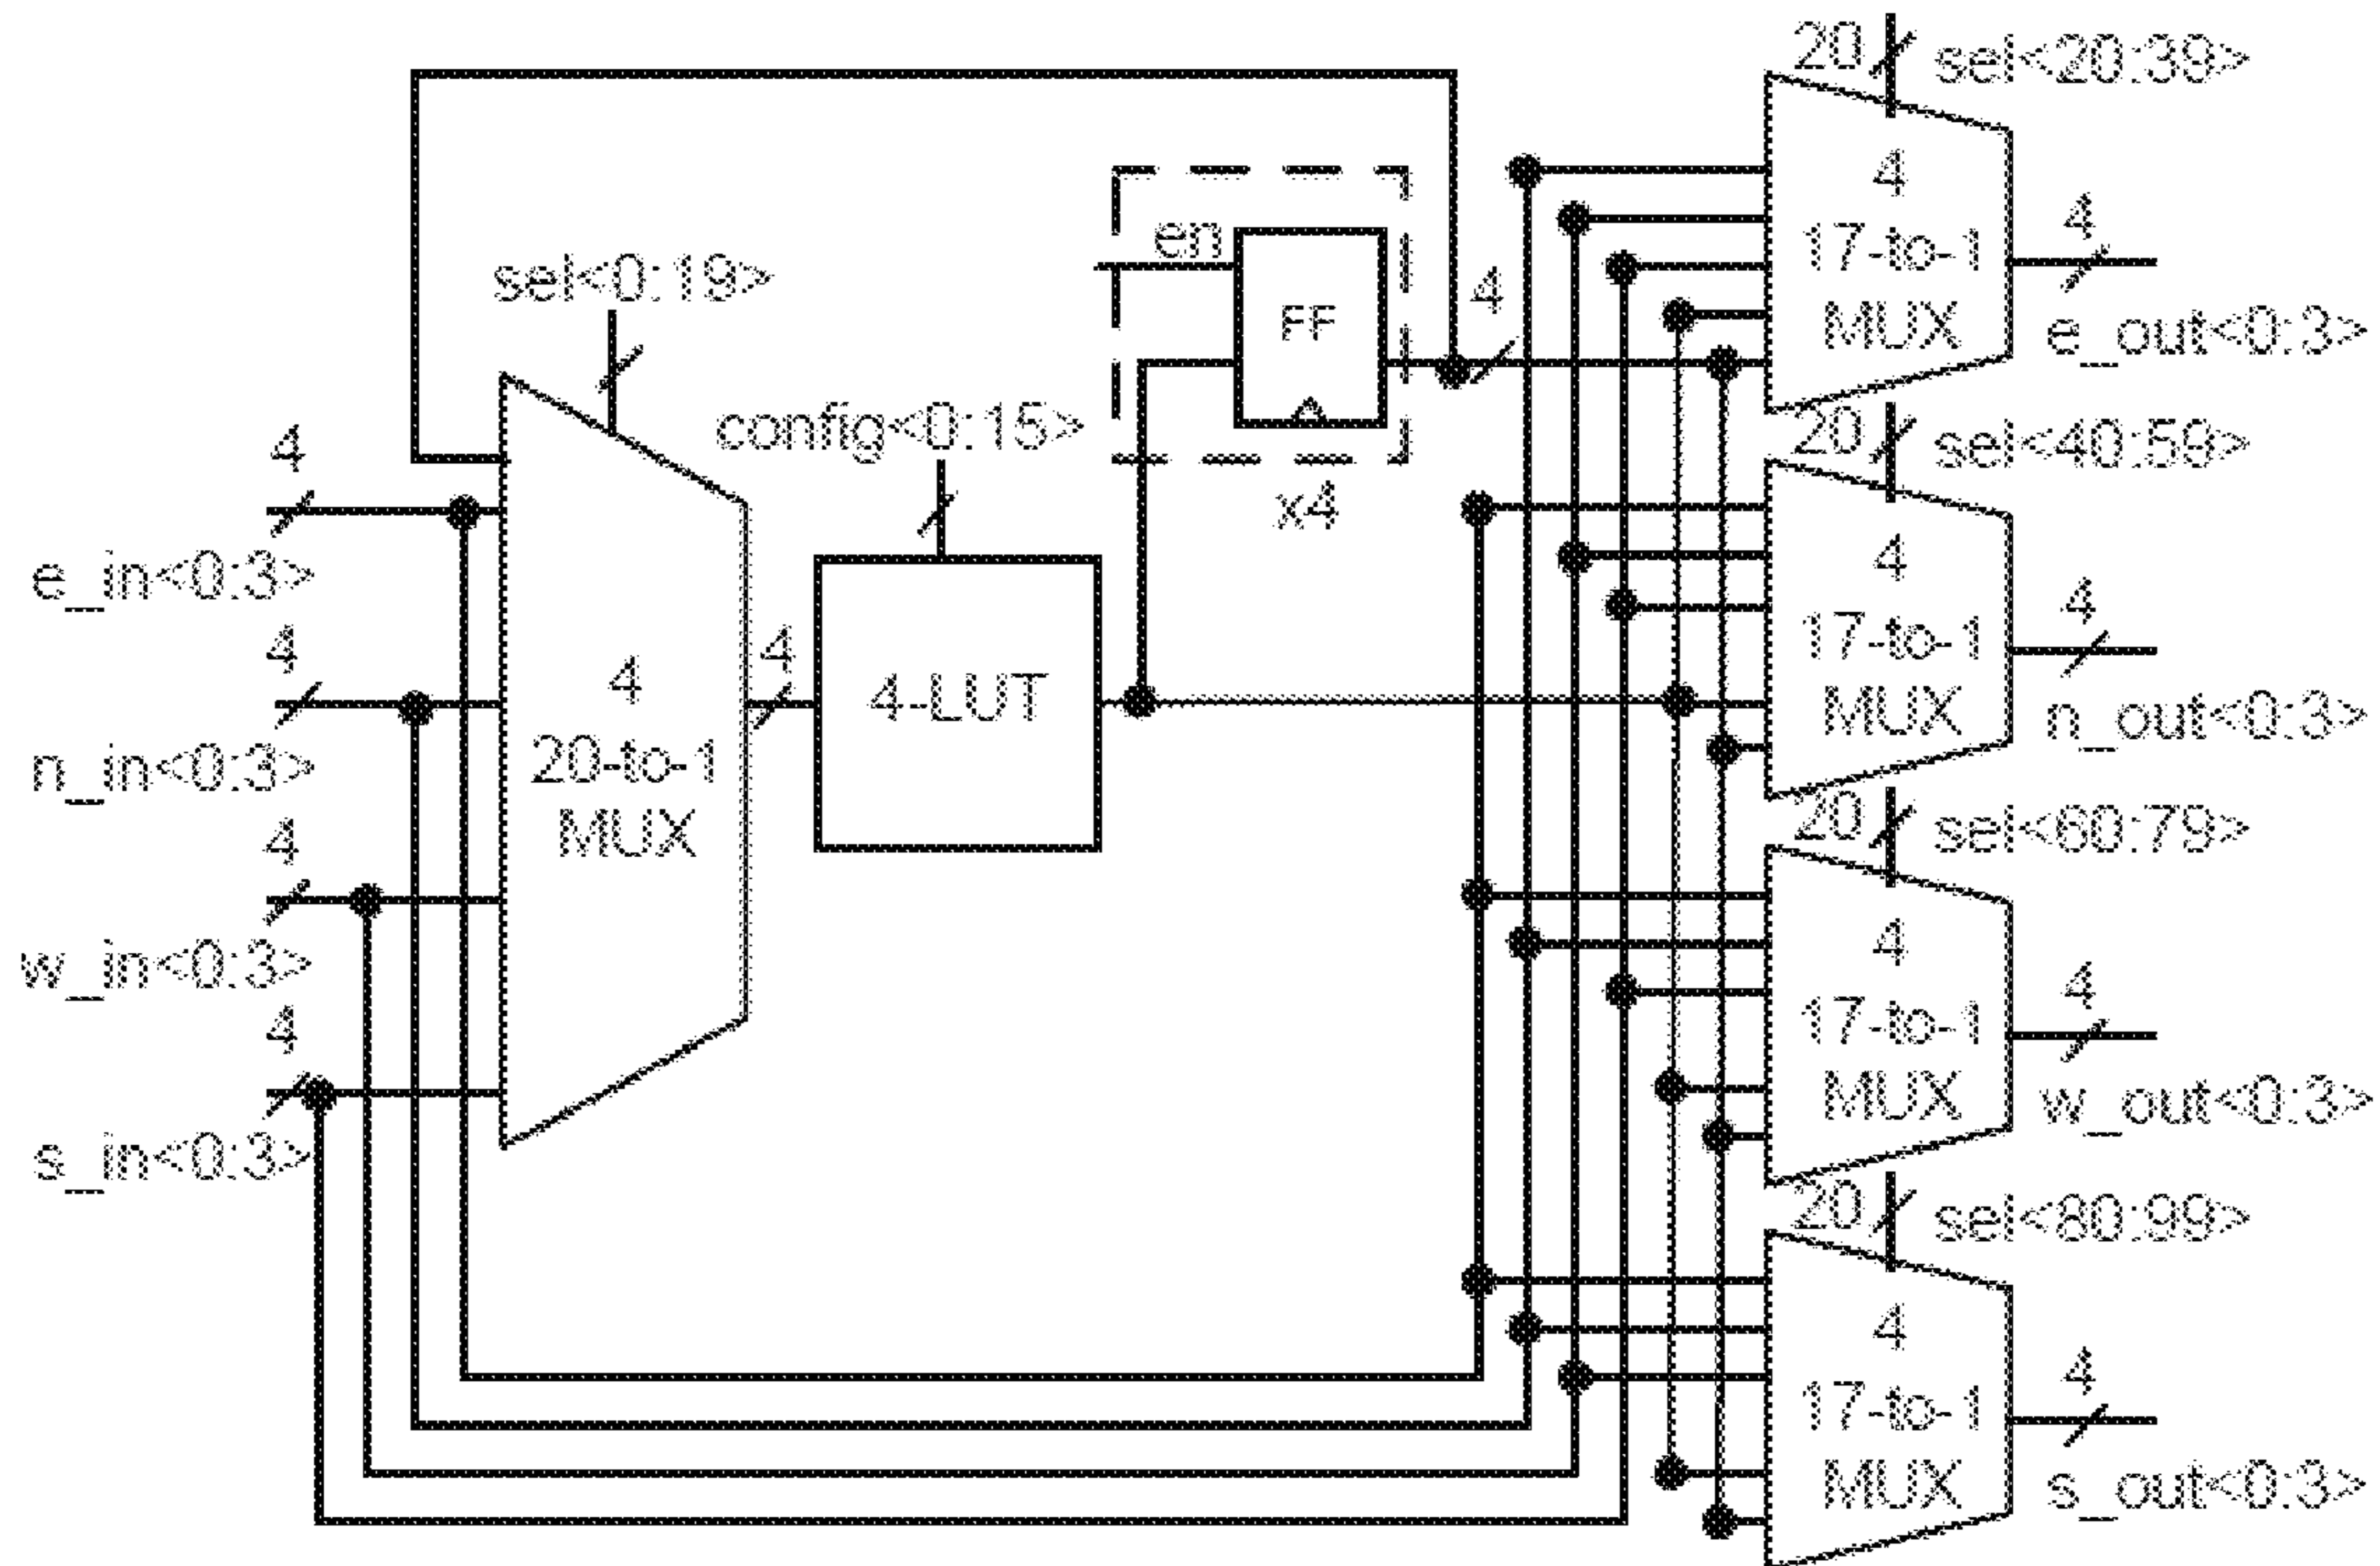 20
sel<20:39>
4
17-to-1
MUX
4
e_out<0:3>
en
FF
4
x4
sel<0:19>
config<0:15>
4
e_in<0:3>
4
n_in<0:3>
4
w_in<0:3>
4
s_in<0:3>
4
20-to-1
MUX
4
4-LUT
20
sel<40:59>
4
17-to-1
MUX
4
n_out<0:3>
20
sel<60:79>
4
17-to-1
MUX
4
w_out<0:3>
20
sel<80:99>
4
17-to-1
MUX
4
s_out<0:3>